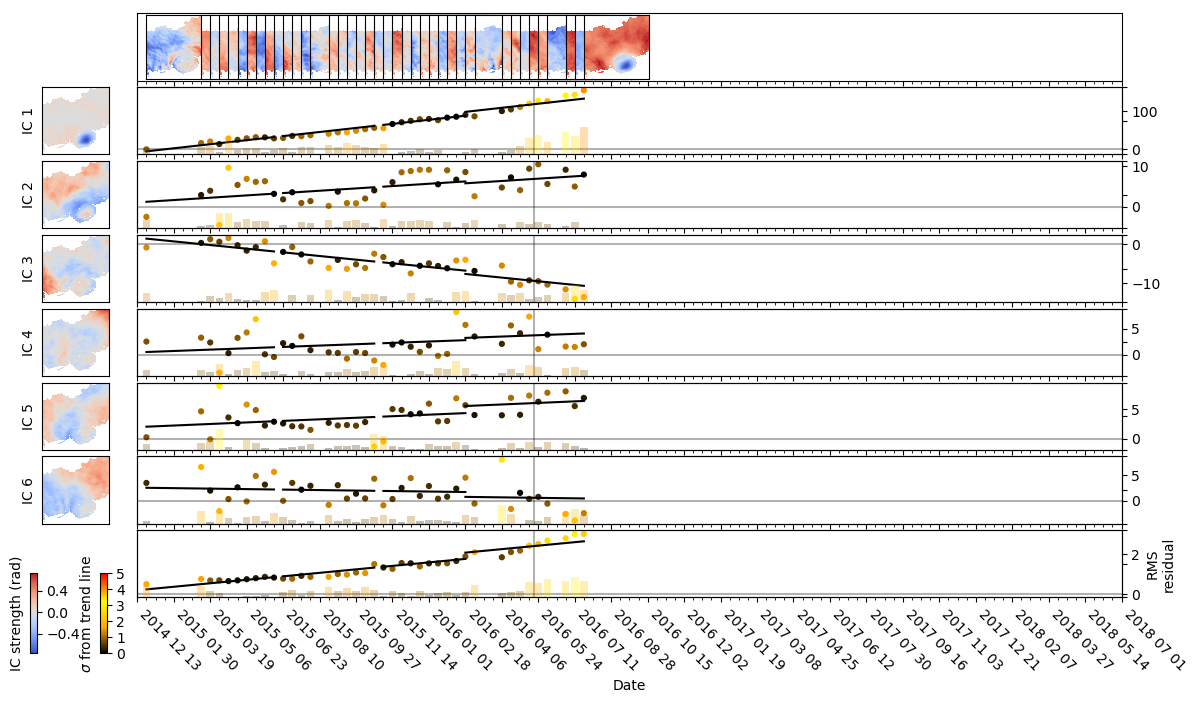 IC 1
100
0
IC 2
10
0
IC 3
0
−10
IC 4
5
0
IC 5
5
0
IC 6
5
0
2
0
RMS
residual
IC strength (rad)
0.4
0.0
−0.4
σ from trend line
5
4
3
2
1
0
2014 12 13
2015 01 30
2015 03 19
2015 05 06
2015 06 23
2015 08 10
2015 09 27
2015 11 14
2016 01 01
2016 02 18
2016 04 06
2016 05 24
2016 07 11
2016 08 28
2016 10 15
2016 12 02
2017 01 19
2017 03 08
2017 04 25
2017 06 12
2017 07 30
2017 09 16
2017 11 03
2017 12 21
2018 02 07
2018 03 27
2018 05 14
2018 07 01
Date